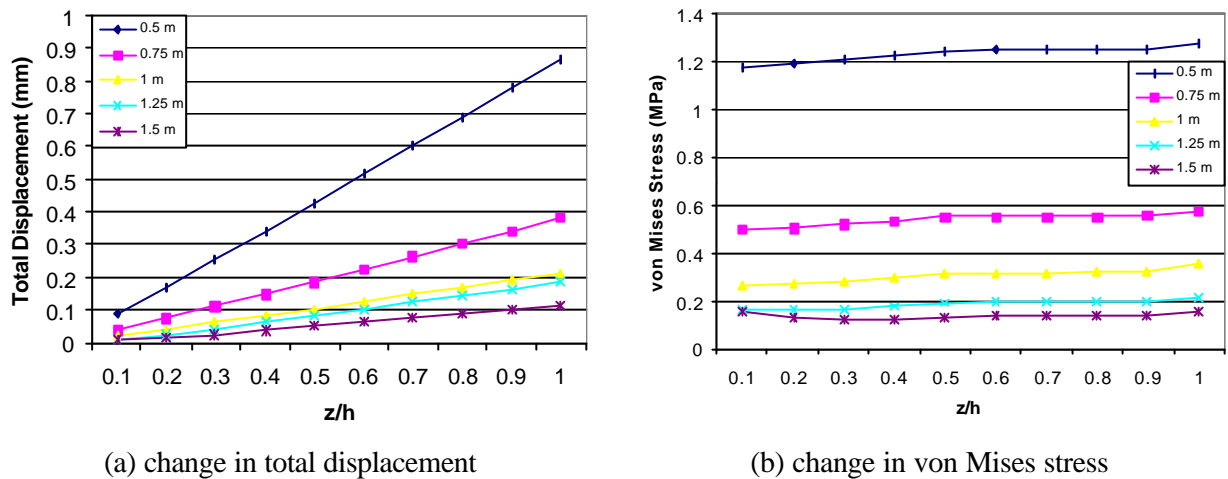 1
0.9
0.8
0.7
0.6
0.5
0.4
0.3
0.2
0.1
0
Total Displacement (mm)
0.5 m
0.75 m
1 m
1.25 m
1.5 m
0.1 0.2 0.3 0.4 0.5 0.6 0.7 0.8 0.9 1
z/h
(a) change in total displacement
1.4
1.2
1
0.8
0.6
0.4
0.2
0
von Mises Stress (MPa)
0.5 m
0.75 m
1 m
1.25 m
1.5 m
0.1 0.2 0.3 0.4 0.5 0.6 0.7 0.8 0.9 1
z/h
(b) change in von Mises stress